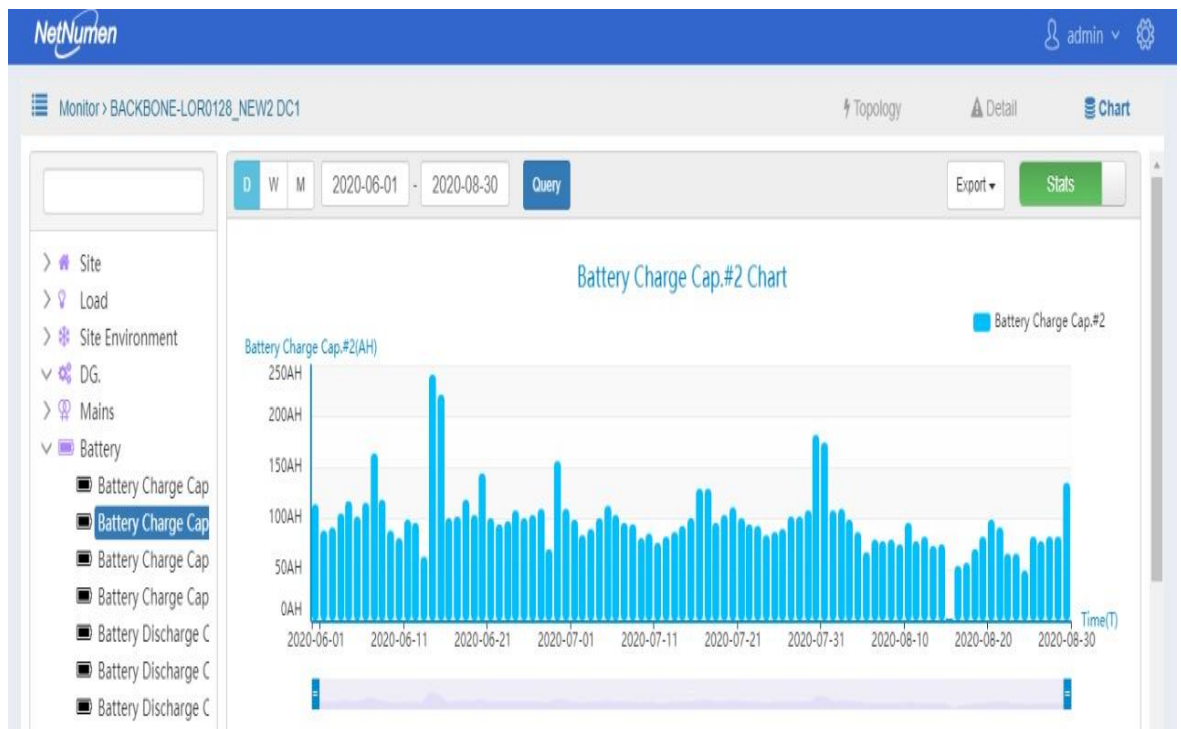 NetNumen
admin
Monitor > BACKBONE-LOR0128_NEW2 DC1
Topology
Detail
Chart
D W M 2020-06-01 - 2020-08-30 Query
Export
Stats
Site
Load
Site Environment
DG.
Mains
Battery
Battery Charge Cap
Battery Charge Cap
Battery Charge Cap
Battery Charge Cap
Battery Discharge C
Battery Discharge C
Battery Discharge C
Battery Charge Cap.#2 Chart
Battery Charge Cap.#2
Battery Charge Cap.#2(AH)
250AH
200AH
150AH
100AH
50AH
0AH
Time(T)
2020-06-01 2020-06-11 2020-06-21 2020-07-01 2020-07-11 2020-07-21 2020-07-31 2020-08-10 2020-08-20 2020-08-30